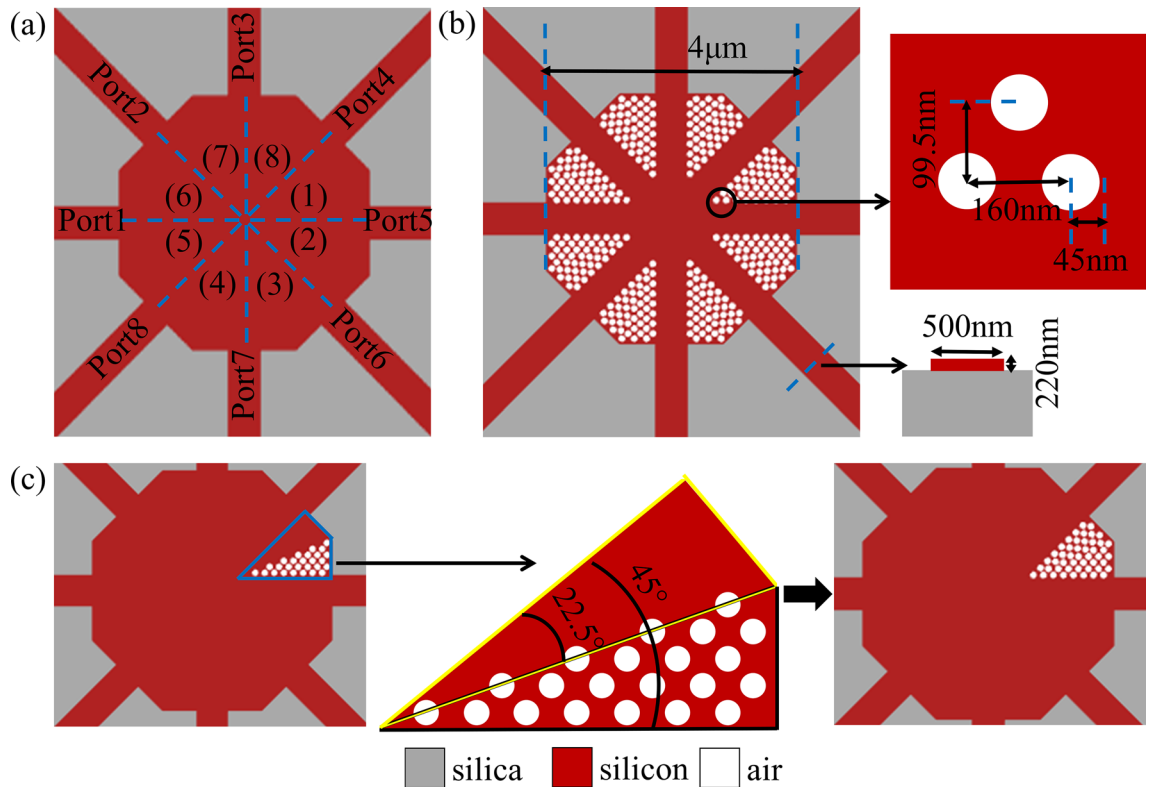 (a)
Port1
Port2
Port3
Port4
Port5
Port6
Port7
Port8
(1)
(2)
(3)
(4)
(5)
(6)
(7)
(8)
(b)
4μm
99.5nm
160nm
45nm
500nm
220nm
(c)
22.5°
45°
silica
silicon
air